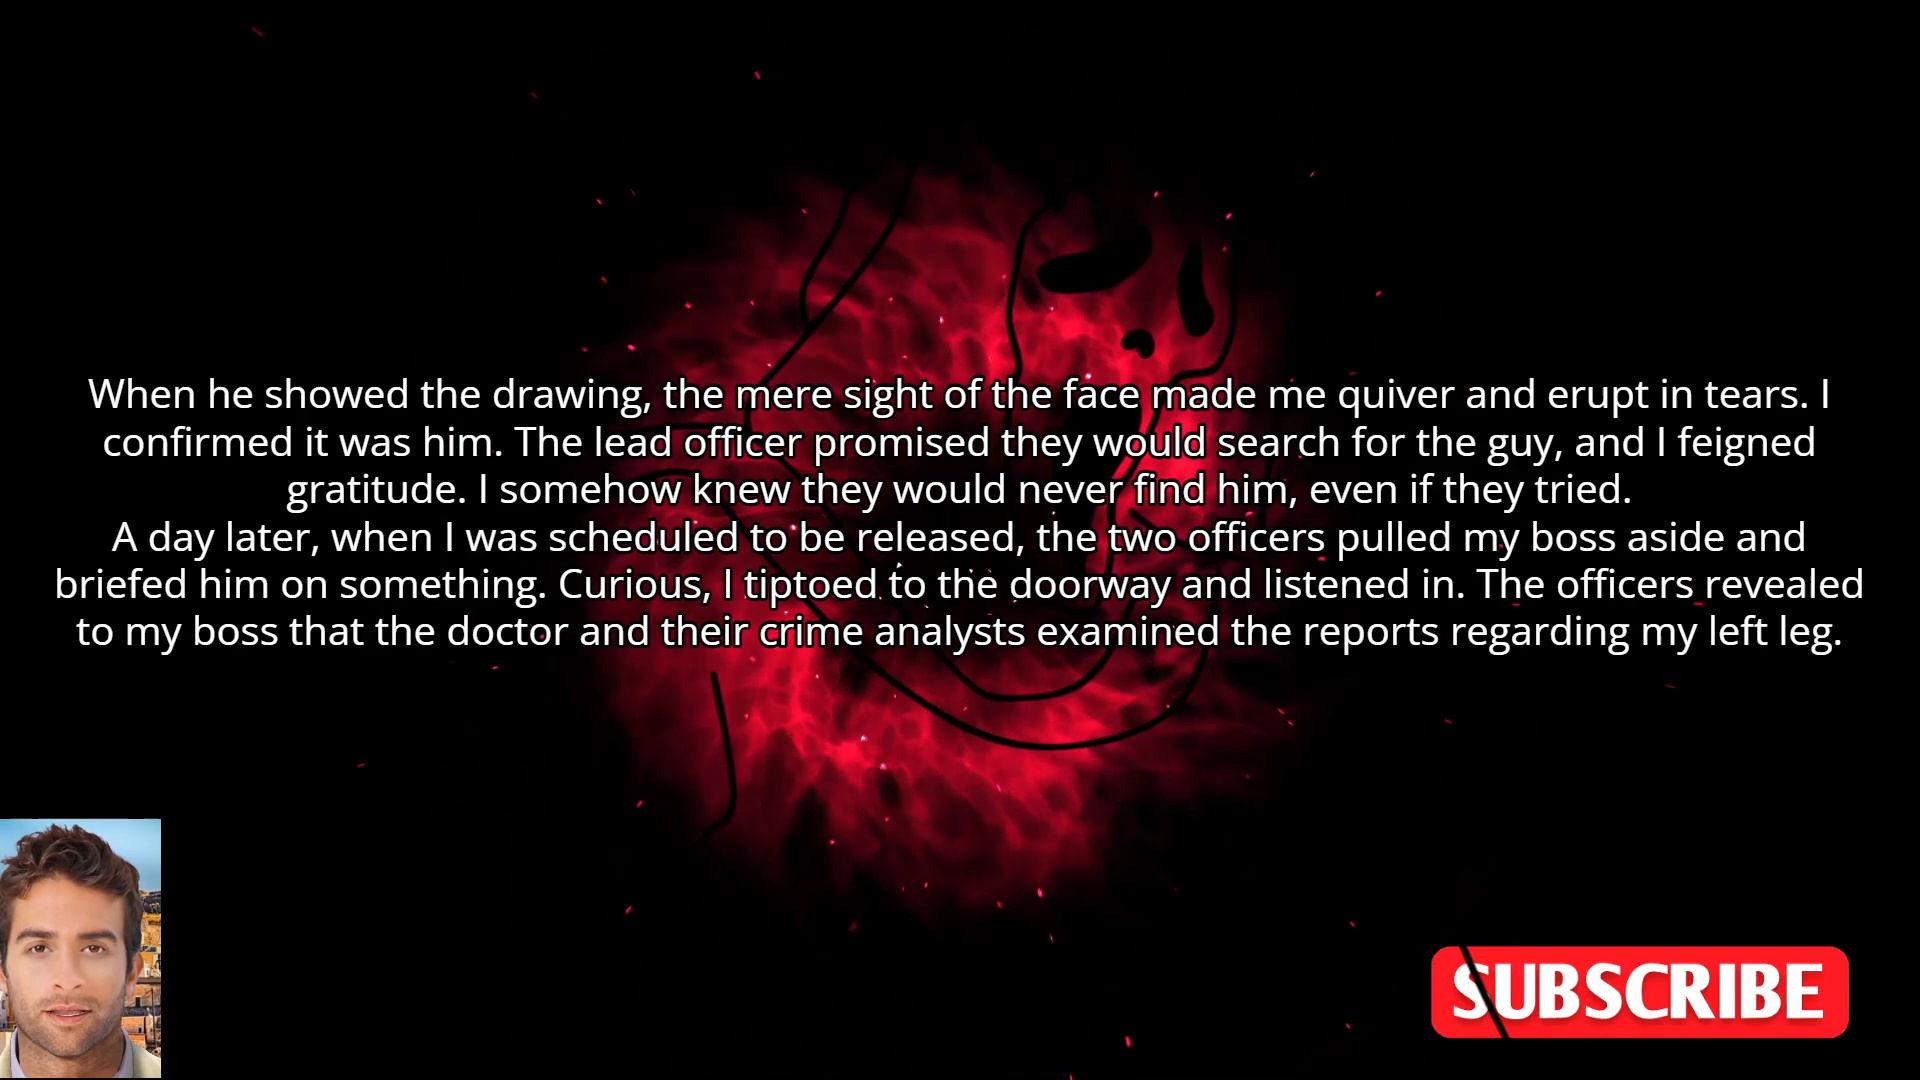 When he showed the drawing, the mere sight of the face made me quiver and erupt in tears. I
confirmed it was him. The lead officer promised they would search for the guy, and I feigned
gratitude. I somehow knew they would never find him, even if they tried.
A day later, when I was scheduled to be released, the two officers pulled my boss aside and
briefed him on something. Curious, I tiptoed to the doorway and listened in. The officers revealed
to my boss that the doctor and their crime analysts examined the reports regarding my left leg.
SUBSCRIBE